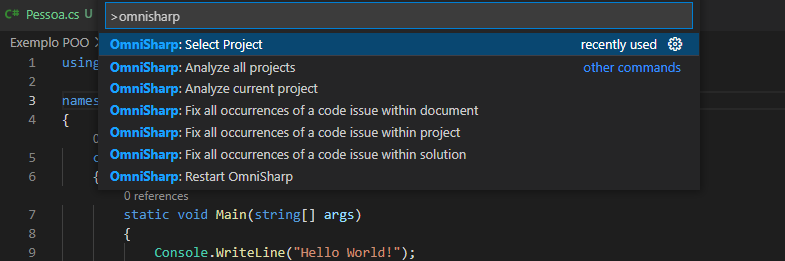 C# Pessoa.cs U
>omnisharp
OmniSharp: Select Project recently used
OmniSharp: Analyze all projects other commands
OmniSharp: Analyze current project
OmniSharp: Fix all occurrences of a code issue within document
OmniSharp: Fix all occurrences of a code issue within project
OmniSharp: Fix all occurrences of a code issue within solution
OmniSharp: Restart OmniSharp
Exemplo POO >
1 using
2
3 names
4 {
0
5 c
6 {
0 references
7 static void Main(string[] args)
8 {
9 Console.WriteLine("Hello World!");